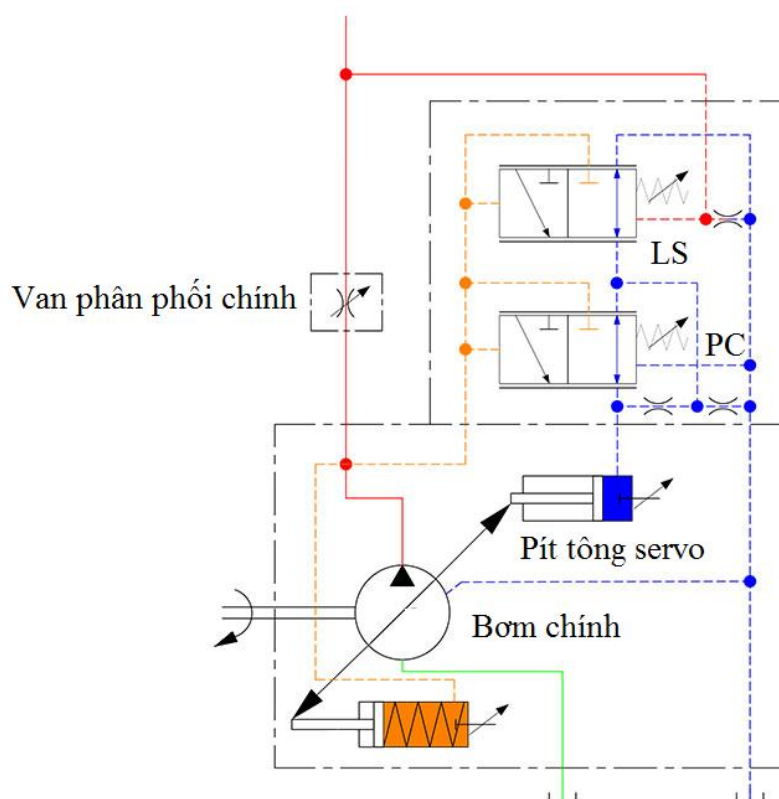 LS
Van phân phối chính
PC
Pít tông servo
Bơm chính